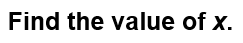 Find the value of x.